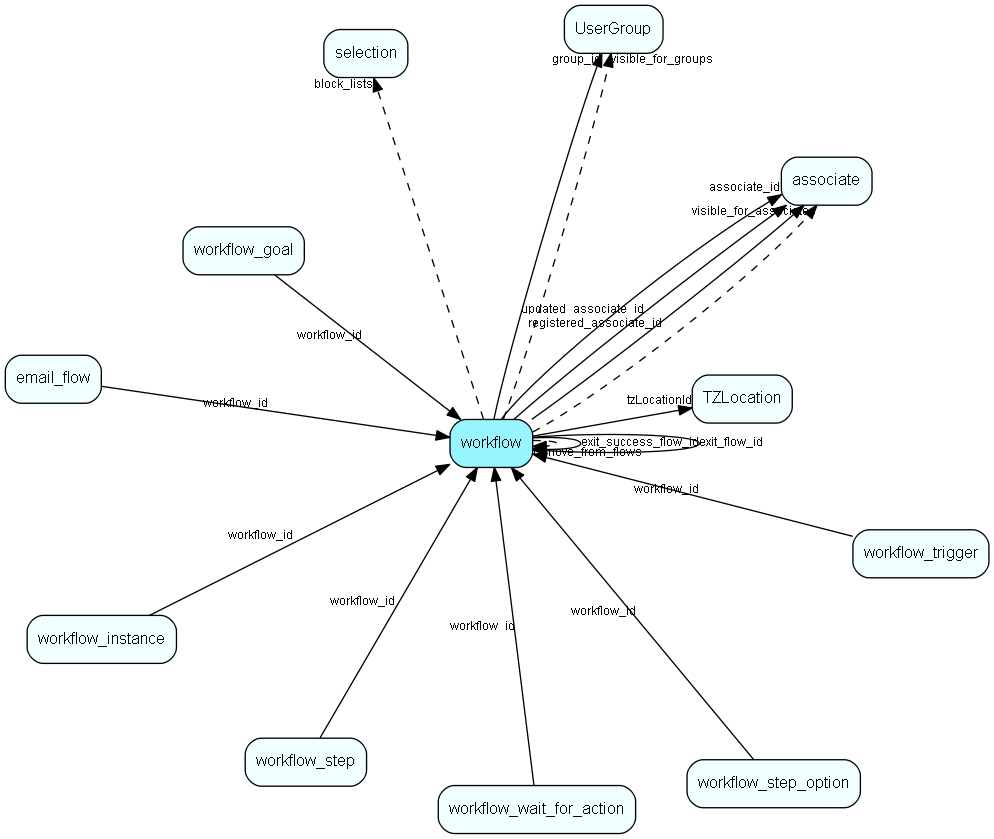 UserGroup
selection
group_id
visible_for_groups
block_lists
associate
associate_id
visible_for_associate
workflow_goal
updated_associate_id
registered_associate_id
workflow_id
email_flow
TZLocation
tzLocationId
workflow_id
workflow
exit_success_flow_id
exit_flow_id
remove_from_flows
workflow_id
workflow_id
workflow_trigger
workflow_id
workflow_id
workflow_id
workflow_instance
workflow_step
workflow_step_option
workflow_wait_for_action